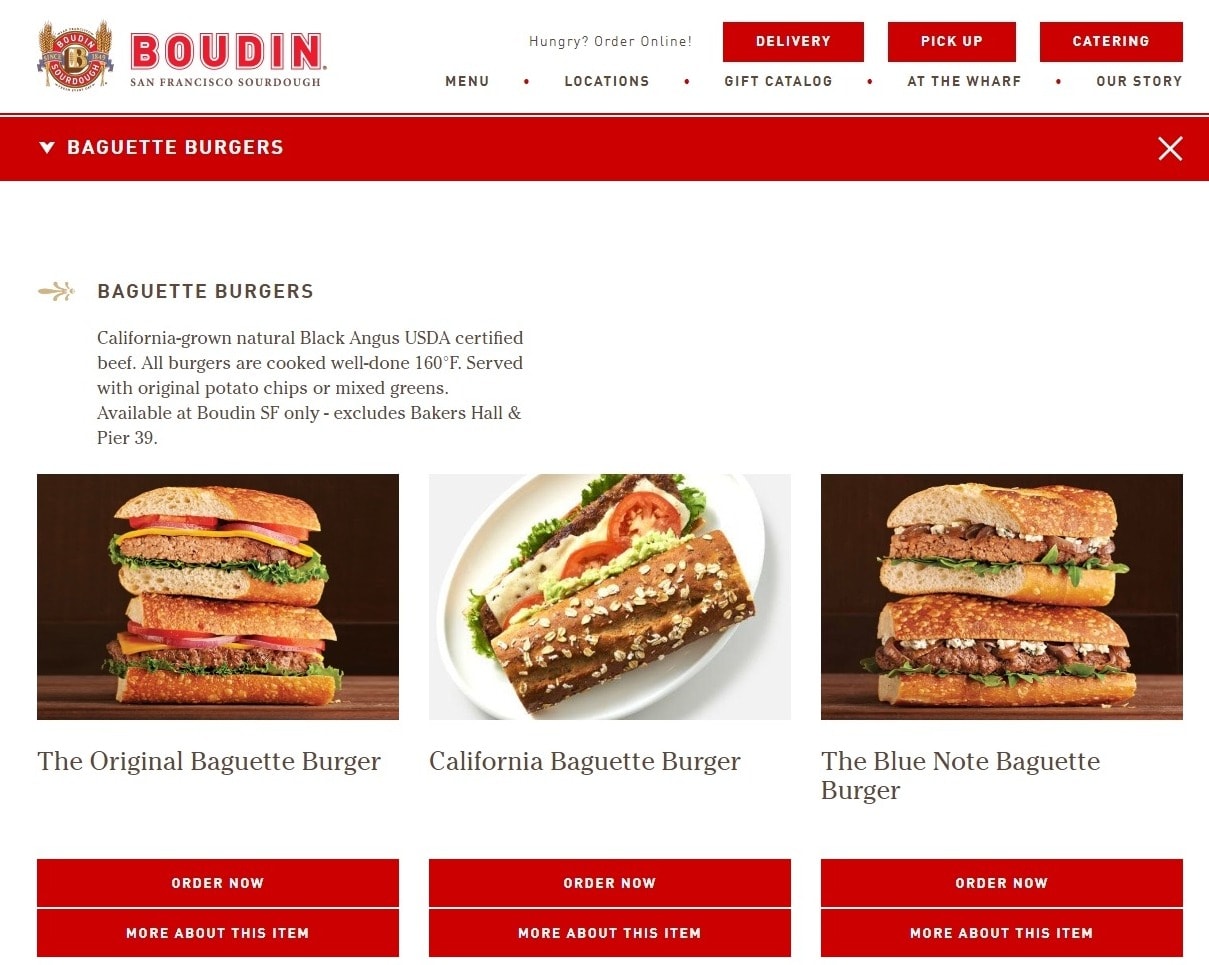 BOUDIN
SINCE 1849
B
SOURDOUGH
BOUDIN®
SAN FRANCISCO SOURDOUGH
Hungry? Order Online!
DELIVERY
PICK UP
CATERING
MENU • LOCATIONS • GIFT CATALOG • AT THE WHARF • OUR STORY
BAGUETTE BURGERS
BAGUETTE BURGERS
California-grown natural Black Angus USDA certified
beef. All burgers are cooked well-done 160°F. Served
with original potato chips or mixed greens.
Available at Boudin SF only - excludes Bakers Hall &
Pier 39.
The Original Baguette Burger
California Baguette Burger
The Blue Note Baguette
Burger
ORDER NOW
ORDER NOW
ORDER NOW
MORE ABOUT THIS ITEM
MORE ABOUT THIS ITEM
MORE ABOUT THIS ITEM